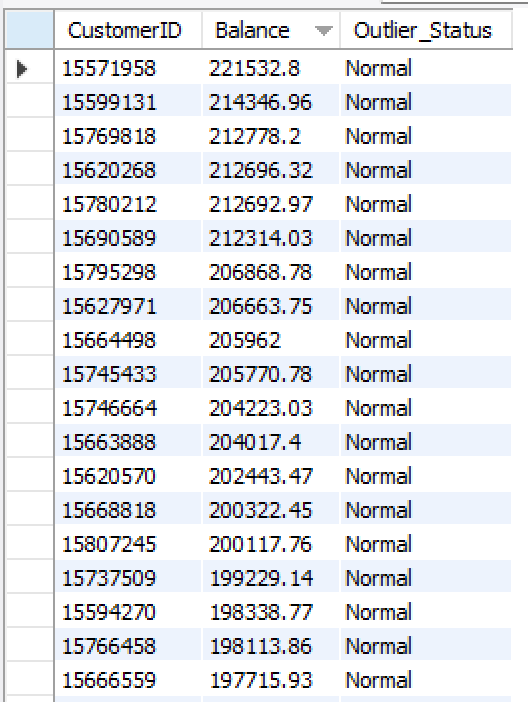 CustomerID Balance Outlier_Status
15571958 221532.8 Normal
15599131 214346.96 Normal
15769818 212778.2 Normal
15620268 212696.32 Normal
15780212 212692.97 Normal
15690589 212314.03 Normal
15795298 206868.78 Normal
15627971 206663.75 Normal
15664498 205962 Normal
15745433 205770.78 Normal
15746664 204223.03 Normal
15663888 204017.4 Normal
15620570 202443.47 Normal
15668818 200322.45 Normal
15807245 200117.76 Normal
15737509 199229.14 Normal
15594270 198338.77 Normal
15766458 198113.86 Normal
15666559 197715.93 Normal